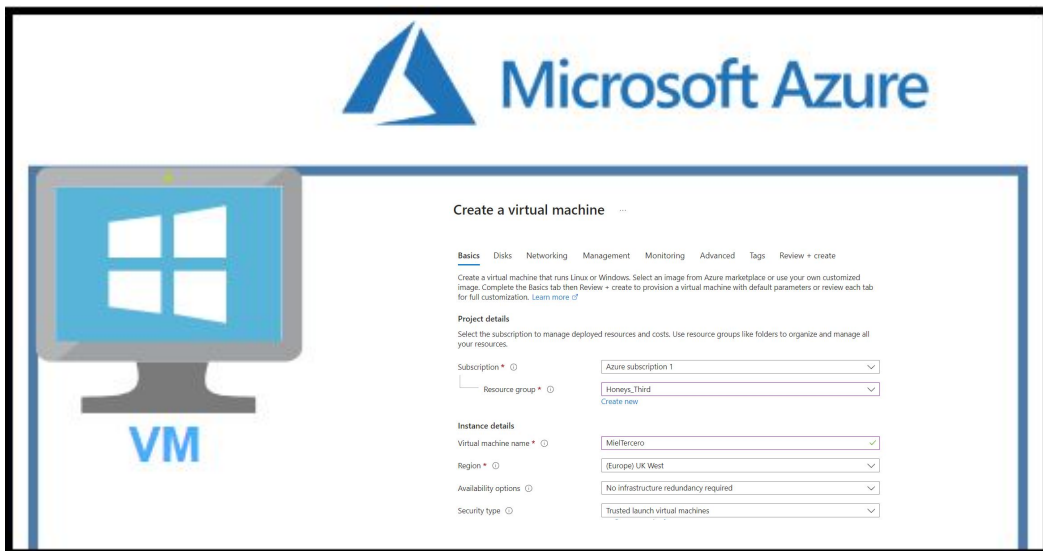 Microsoft Azure
VM
Create a virtual machine ...
Basics Disks Networking Management Monitoring Advanced Tags Review + create
Create a virtual machine that runs Linux or Windows. Select an image from Azure marketplace or use your own customized
image. Complete the Basics tab then Review + create to provision a virtual machine with default parameters or review each tab
for full customization. Learn more
Project details
Select the subscription to manage deployed resources and costs. Use resource groups like folders to organize and manage all
your resources.
Subscription * Azure subscription 1
Resource group * Honeys_Third
Create new
Instance details
Virtual machine name * MielTercero
Region * (Europe) UK West
Availability options No infrastructure redundancy required
Security type Trusted launch virtual machines